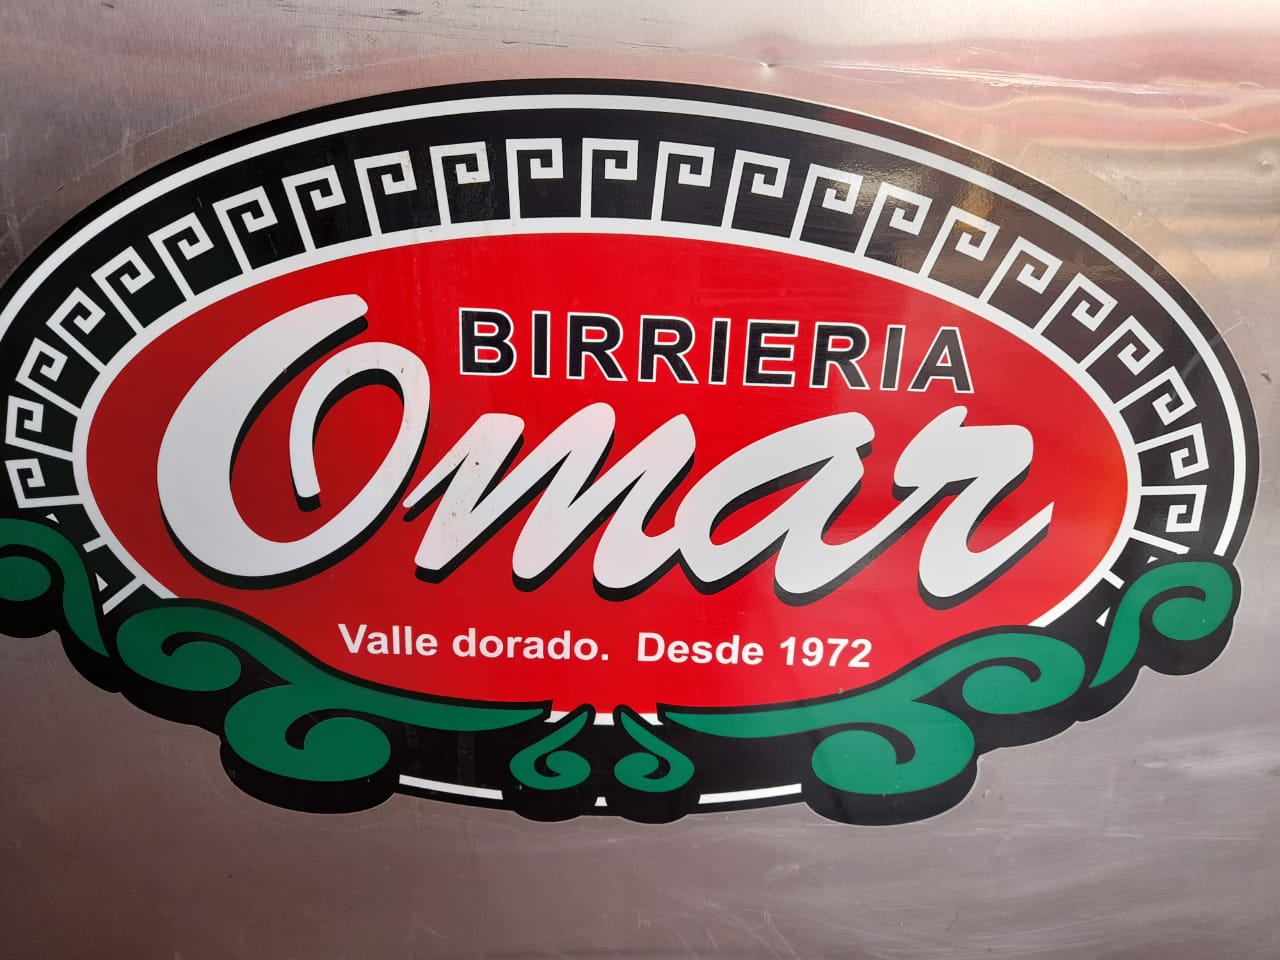 BIRRIERIA
Omar
Valle dorado. Desde 1972